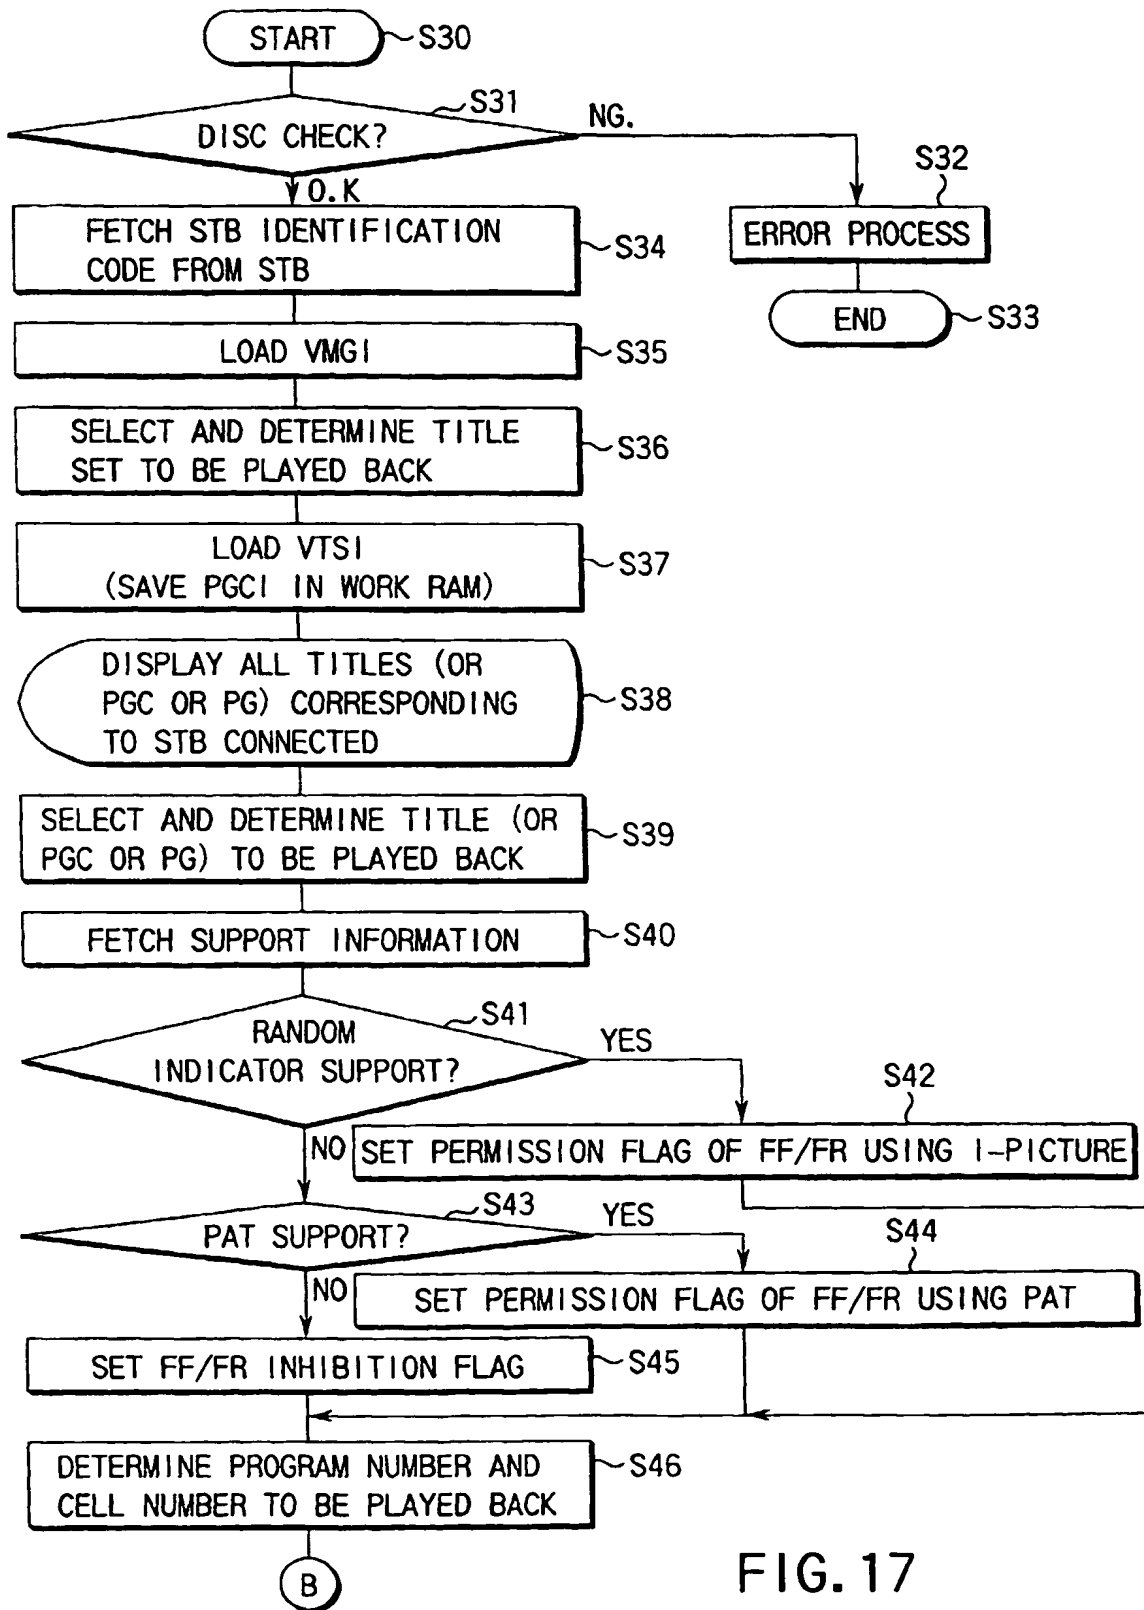 START
S30
S31
DISC CHECK?
NG.
O.K
S32
FETCH STB IDENTIFICATION
CODE FROM STB
S34
ERROR PROCESS
END
S33
LOAD VMGI
S35
SELECT AND DETERMINE TITLE
SET TO BE PLAYED BACK
S36
LOAD VTSI
(SAVE PGCI IN WORK RAM)
S37
DISPLAY ALL TITLES (OR
PGC OR PG) CORRESPONDING
TO STB CONNECTED
S38
SELECT AND DETERMINE TITLE (OR
PGC OR PG) TO BE PLAYED BACK
S39
FETCH SUPPORT INFORMATION
S40
S41
RANDOM
INDICATOR SUPPORT?
YES
S42
NO
SET PERMISSION FLAG OF FF/FR USING I-PICTURE
S43
PAT SUPPORT?
YES
S44
NO
SET PERMISSION FLAG OF FF/FR USING PAT
SET FF/FR INHIBITION FLAG
S45
DETERMINE PROGRAM NUMBER AND
CELL NUMBER TO BE PLAYED BACK
S46
B
FIG. 17